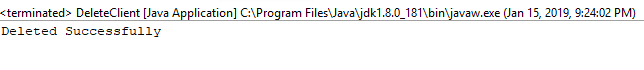 <terminated> DeleteClient [Java Application] C:\Program Files\Java\jdk1.8.0_181\bin\javaw.exe (Jan 15, 2019, 9:24:02 PM)
Deleted Successfully